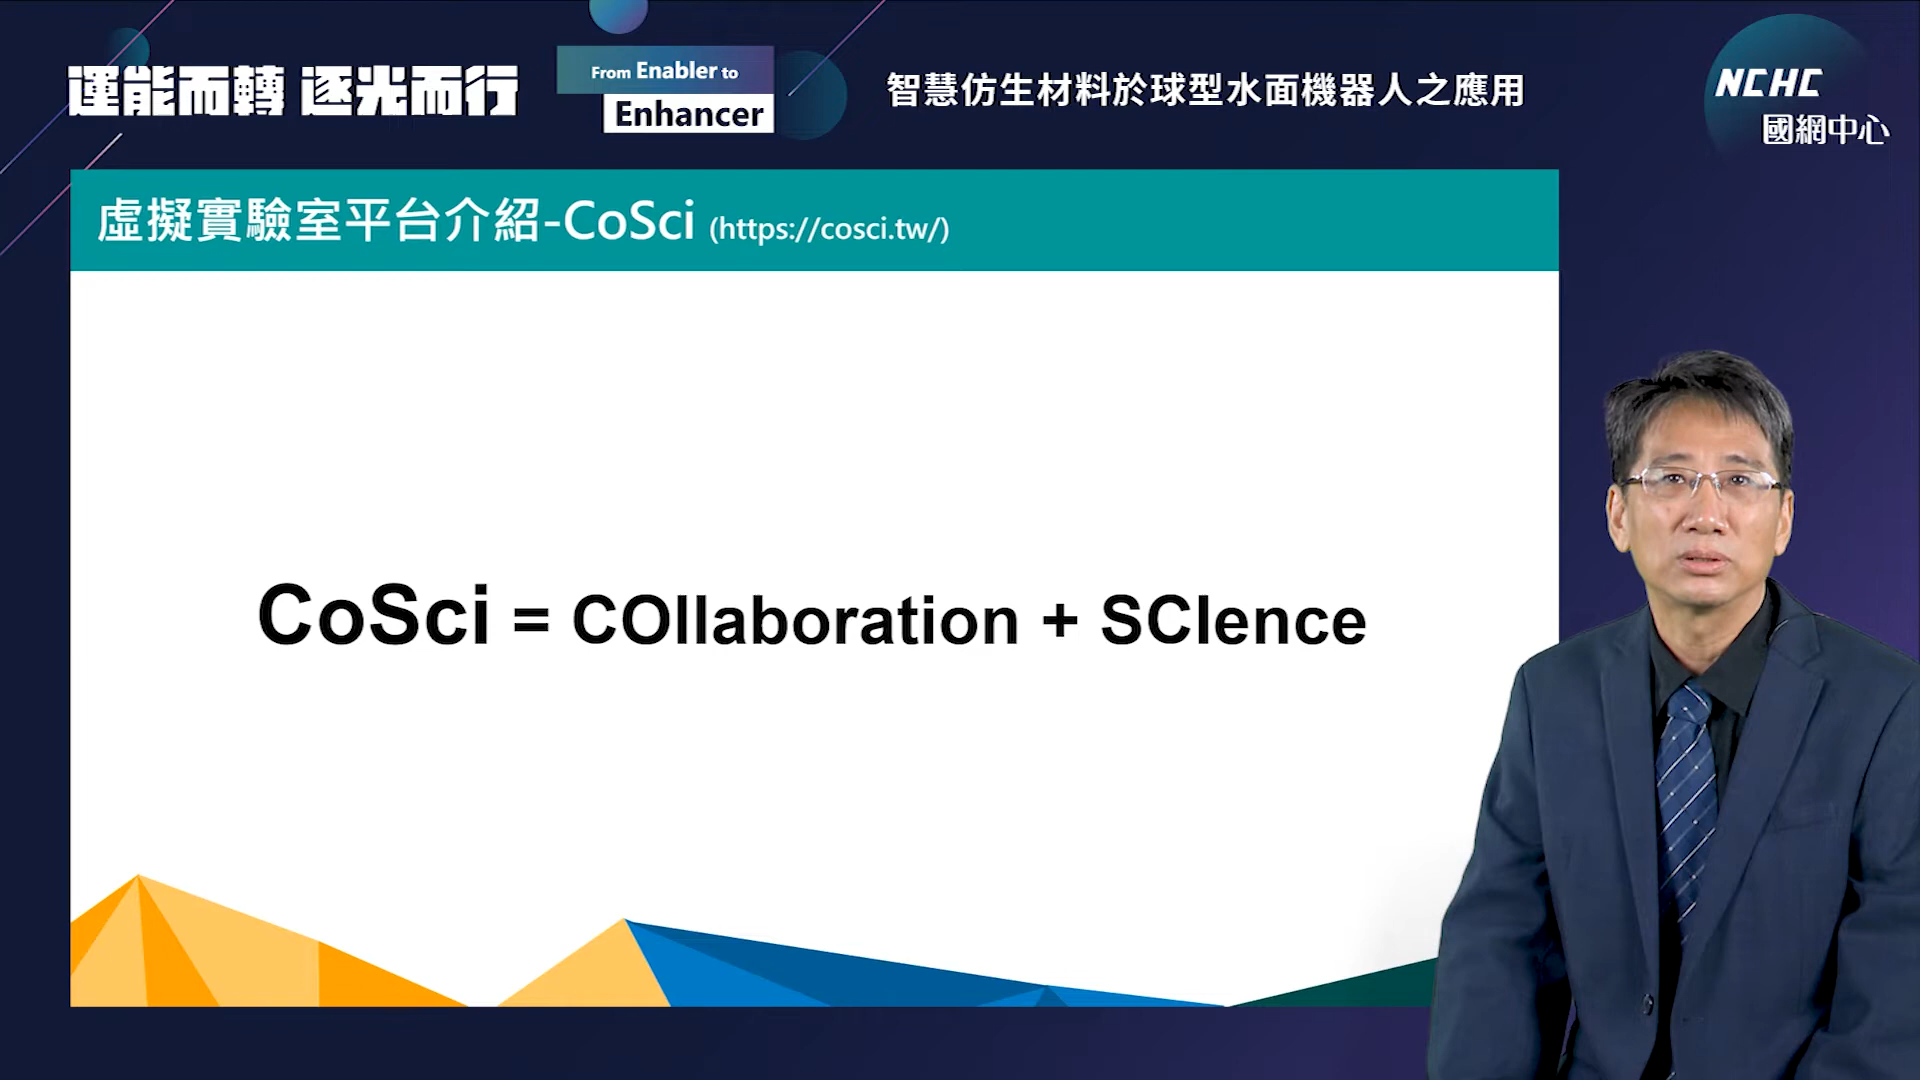 運能而轉 逐光而行
From Enabler to
Enhancer
智慧仿生材料於球型水面機器人之應用
NCHC
國網中心
虛擬實驗室平台介紹-CoSci (https://cosci.tw/)
CoSci = COllaboration + SCIence